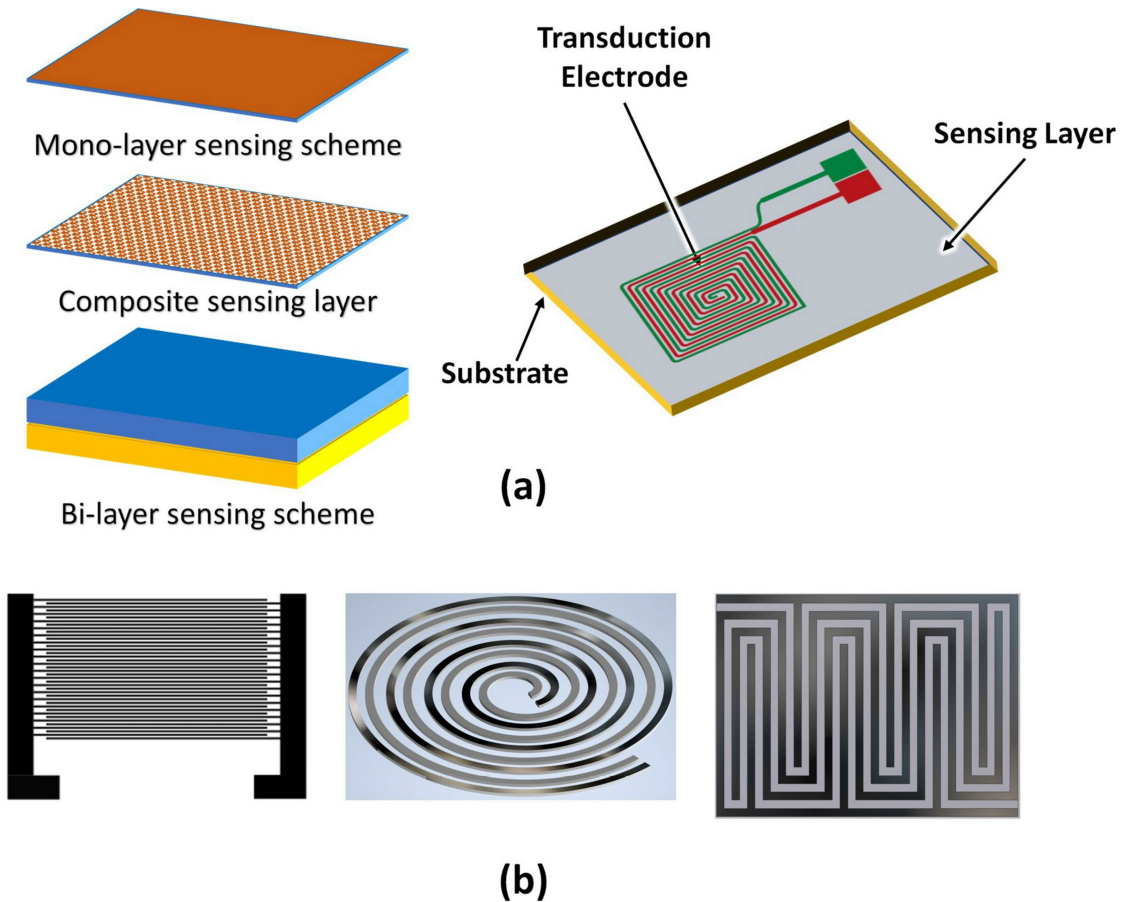 Mono-layer sensing scheme
Composite sensing layer
Bi-layer sensing scheme
Transduction
Electrode
Sensing Layer
Substrate
(a)
(b)